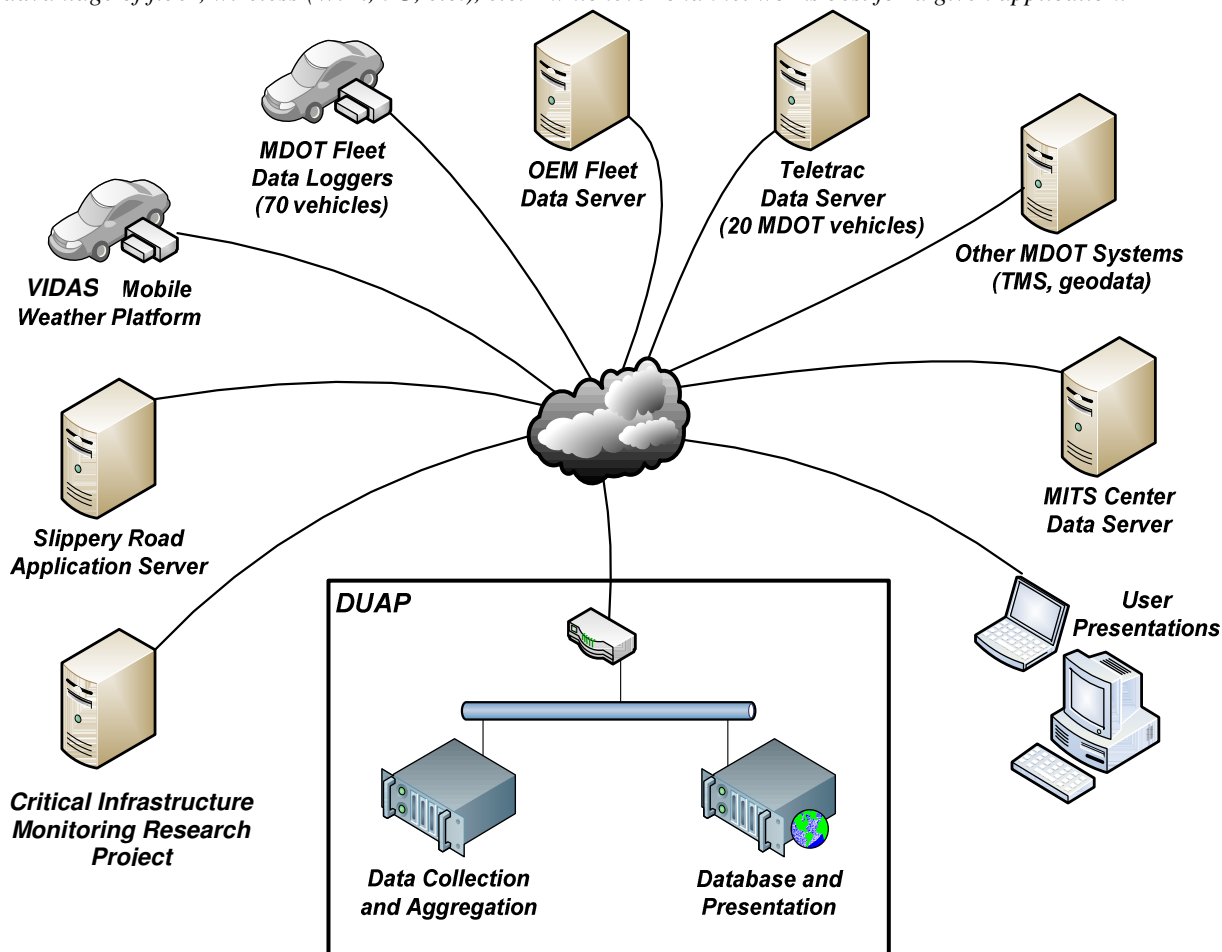 MDOT Fleet
Data Loggers
(70 vehicles)
OEM Fleet
Data Server
Teletrac
Data Server
(20 MDOT vehicles)
Other MDOT Systems
(TMS, geodata)
VIDAS Mobile
Weather Platform
Slippery Road
Application Server
MITS Center
Data Server
User
Presentations
DUAP
Critical Infrastructure
Monitoring Research
Project
Data Collection
and Aggregation
Database and
Presentation